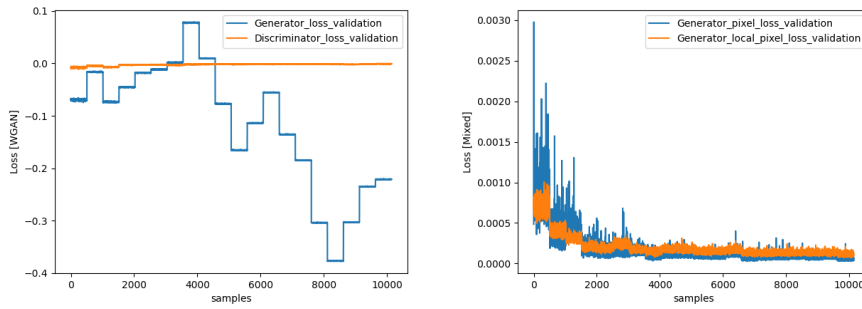 Loss [WGAN]
0.1
0.0
−0.1
−0.2
−0.3
−0.4
Generator_loss_validation
Discriminator_loss_validation
0 2000 4000 6000 8000 10000
samples
Loss [Mixed]
0.0030
0.0025
0.0020
0.0015
0.0010
0.0005
0.0000
Generator_pixel_loss_validation
Generator_local_pixel_loss_validation
0 2000 4000 6000 8000 10000
samples